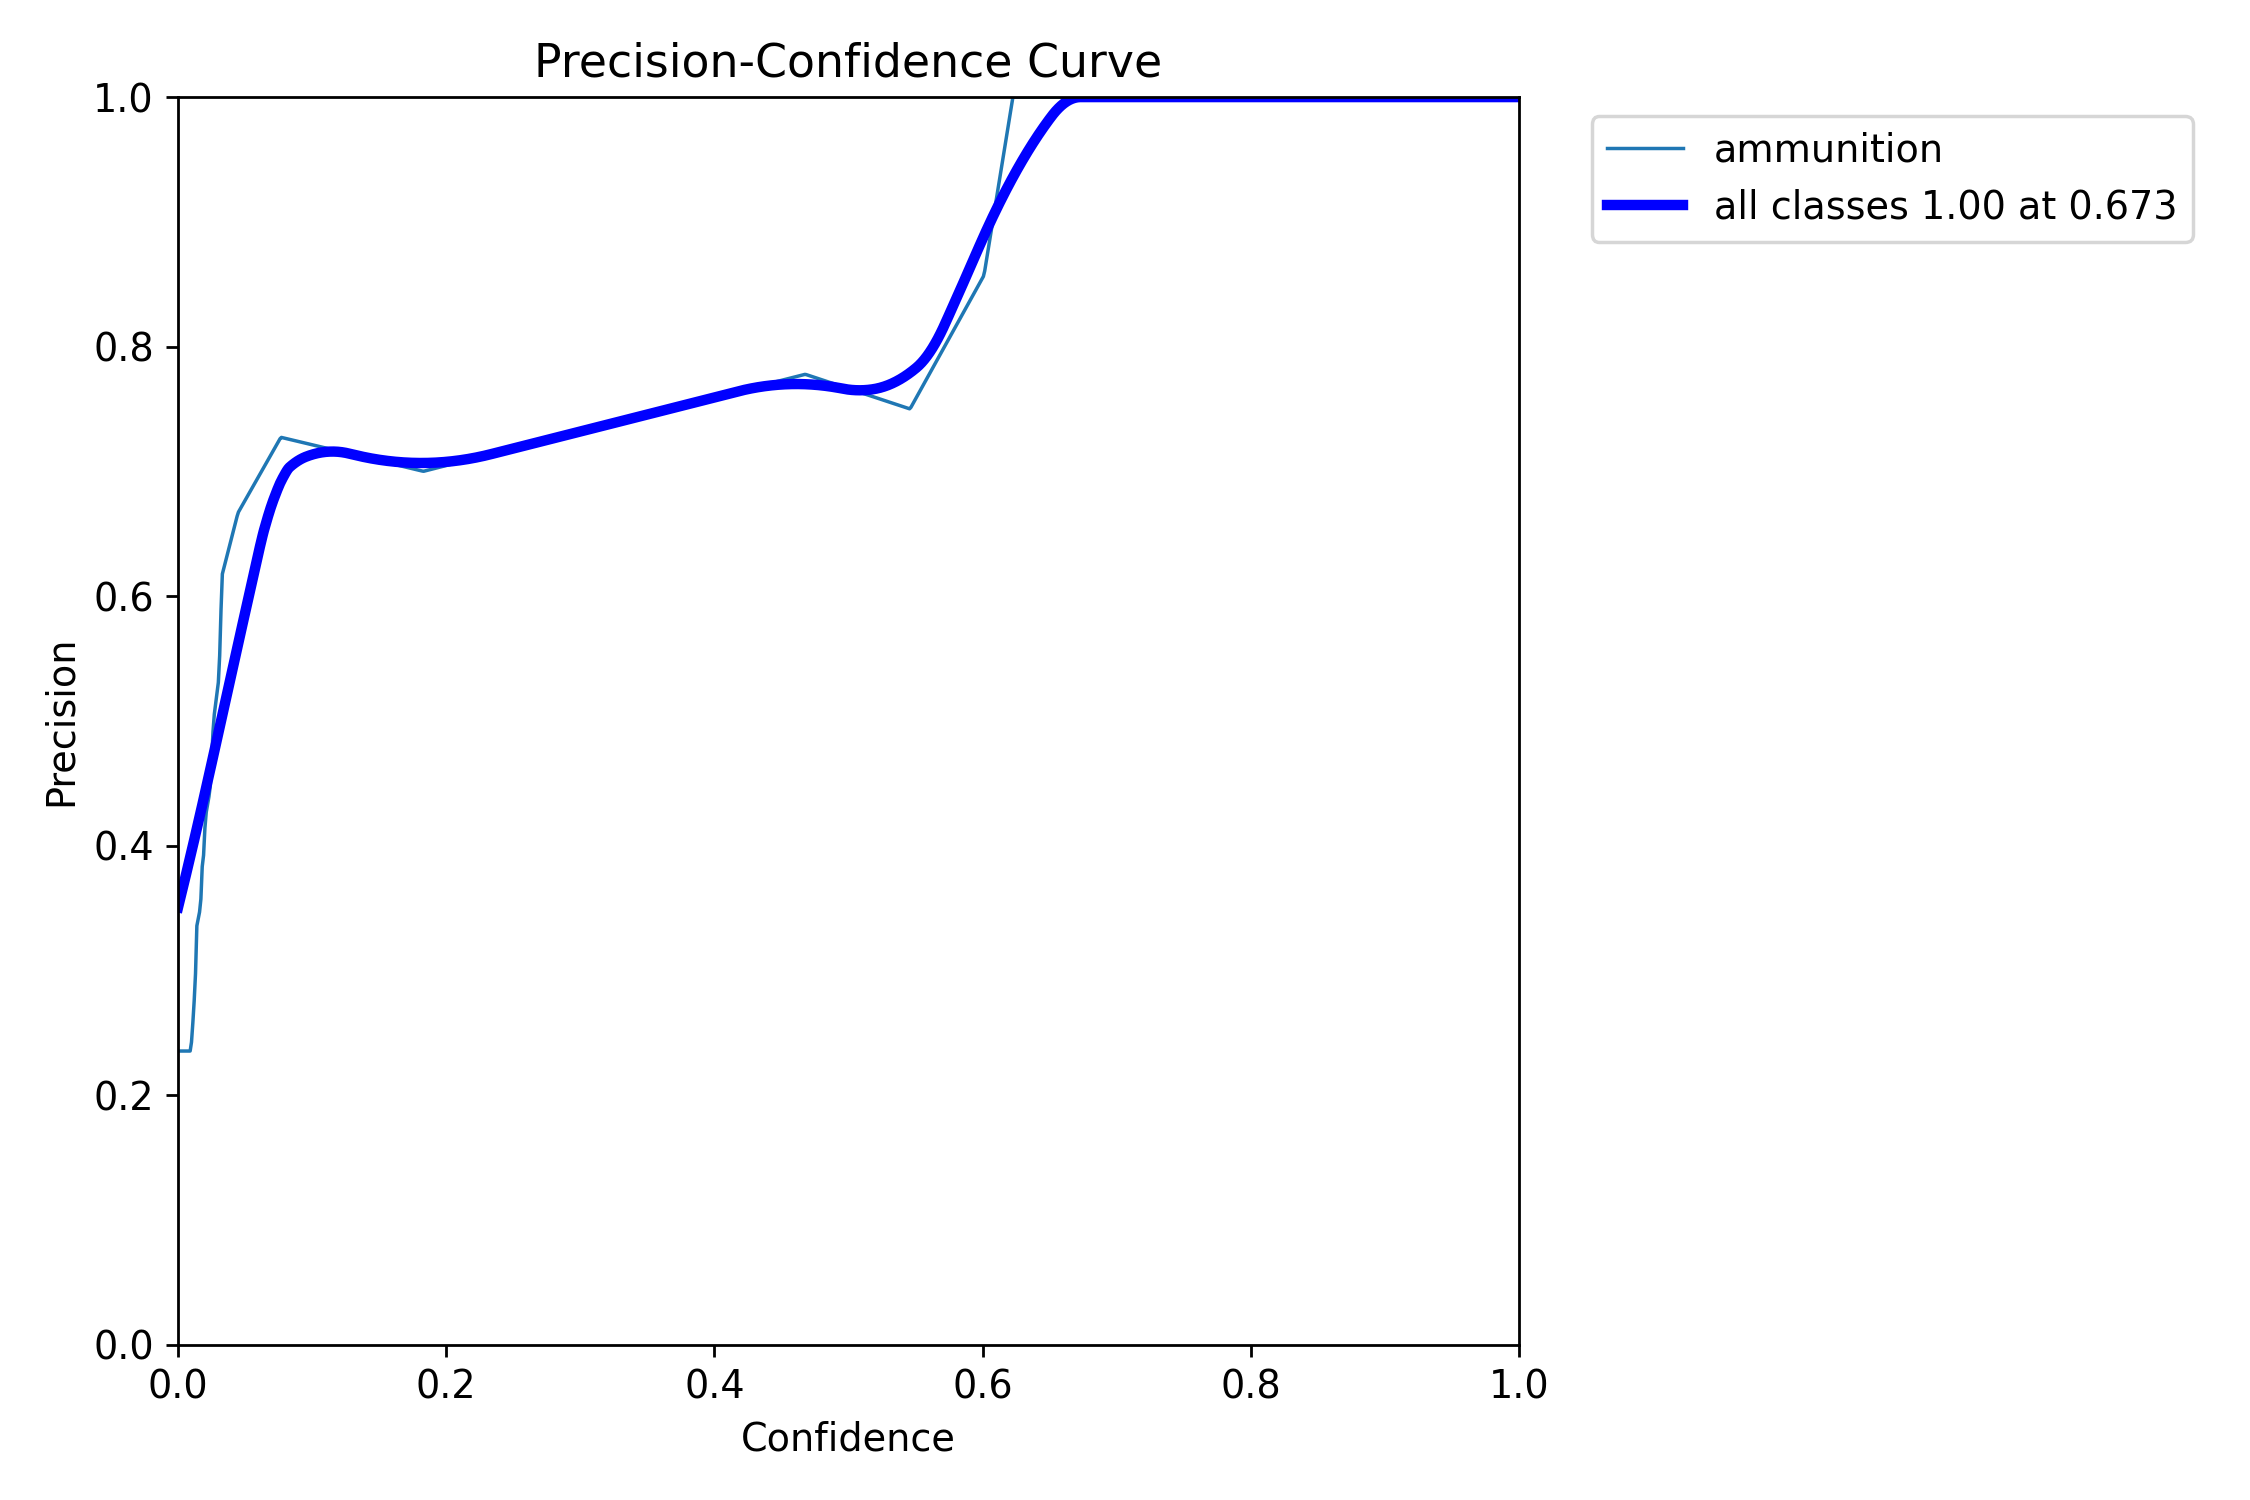 Precision-Confidence Curve
1.0
0.8
0.6
0.4
0.2
0.0
Precision
0.0 0.2 0.4 0.6 0.8 1.0
Confidence
ammunition
all classes 1.00 at 0.673